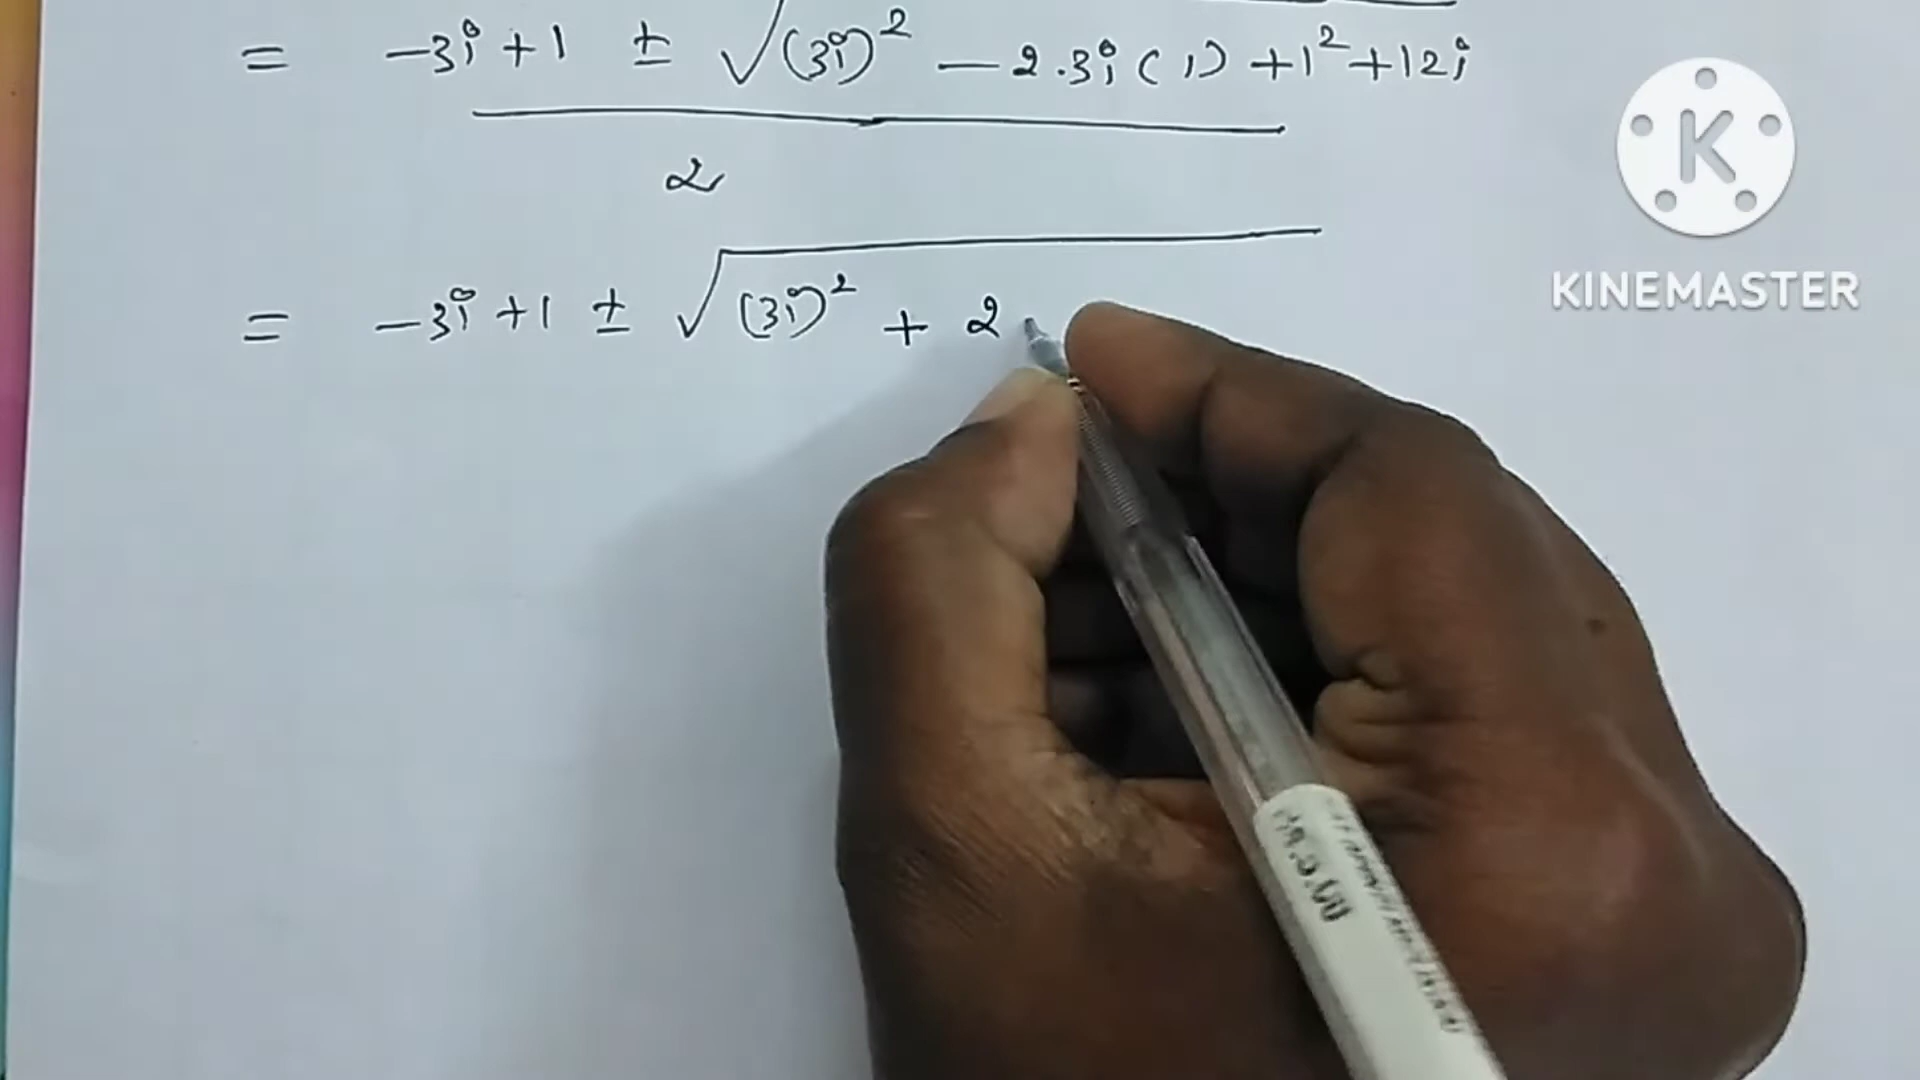 = -3i + 1 ± √(3i)² - 2.3i (1) + 1² + 12i
2
= -3i + 1 ± √(3i)² + 2
K
KINEMASTER